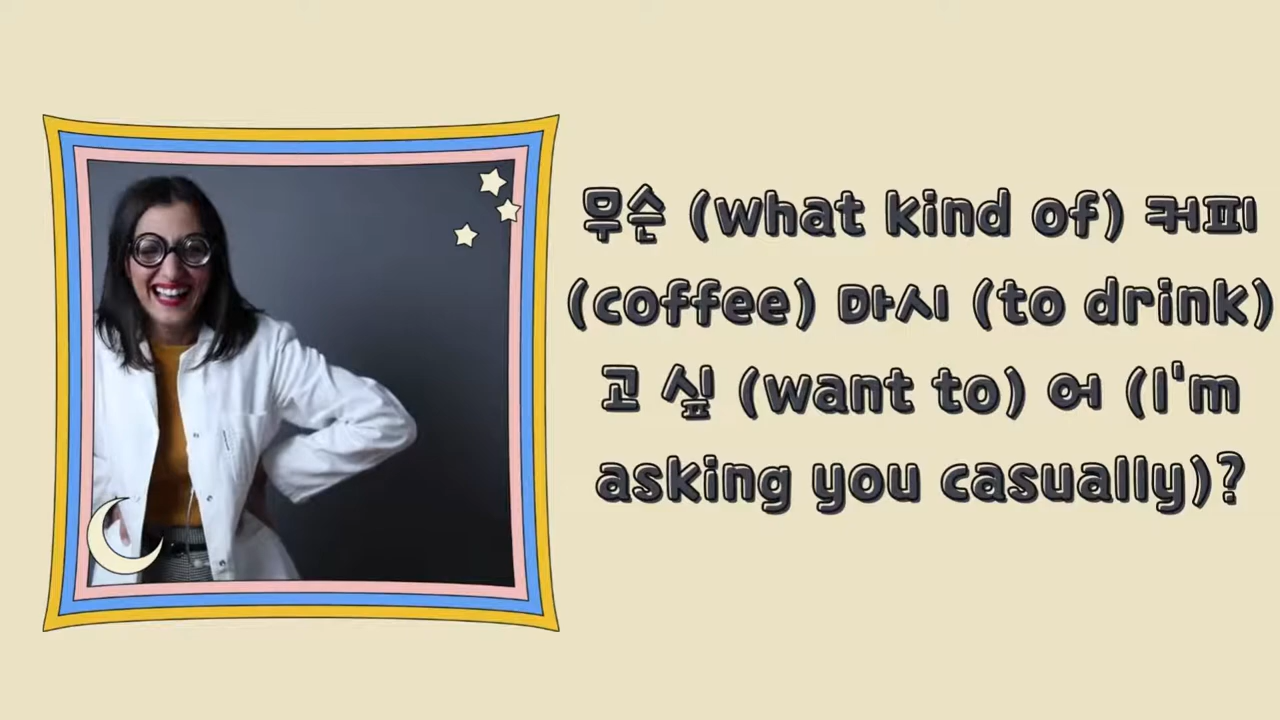 무슨 (what kind of) 커피
(coffee) 마시 (to drink)
고 싶 (want to) 어 (I'm
asking you casually)?